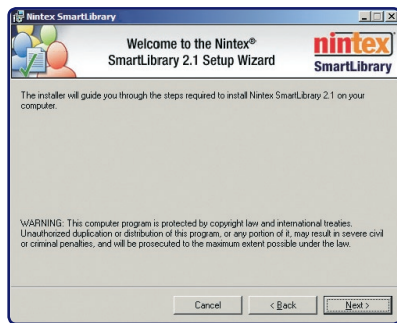 Nintex SmartLibrary
Welcome to the Nintex®
SmartLibrary 2.1 Setup Wizard
nintex
SmartLibrary
The installer will guide you through the steps required to install Nintex SmartLibrary 2.1 on your
computer.
WARNING: This computer program is protected by copyright law and international treaties.
Unauthorized duplication or distribution of this program, or any portion of it, may result in severe civil
or criminal penalties, and will be prosecuted to the maximum extent possible under the law.
Cancel < Back Next >